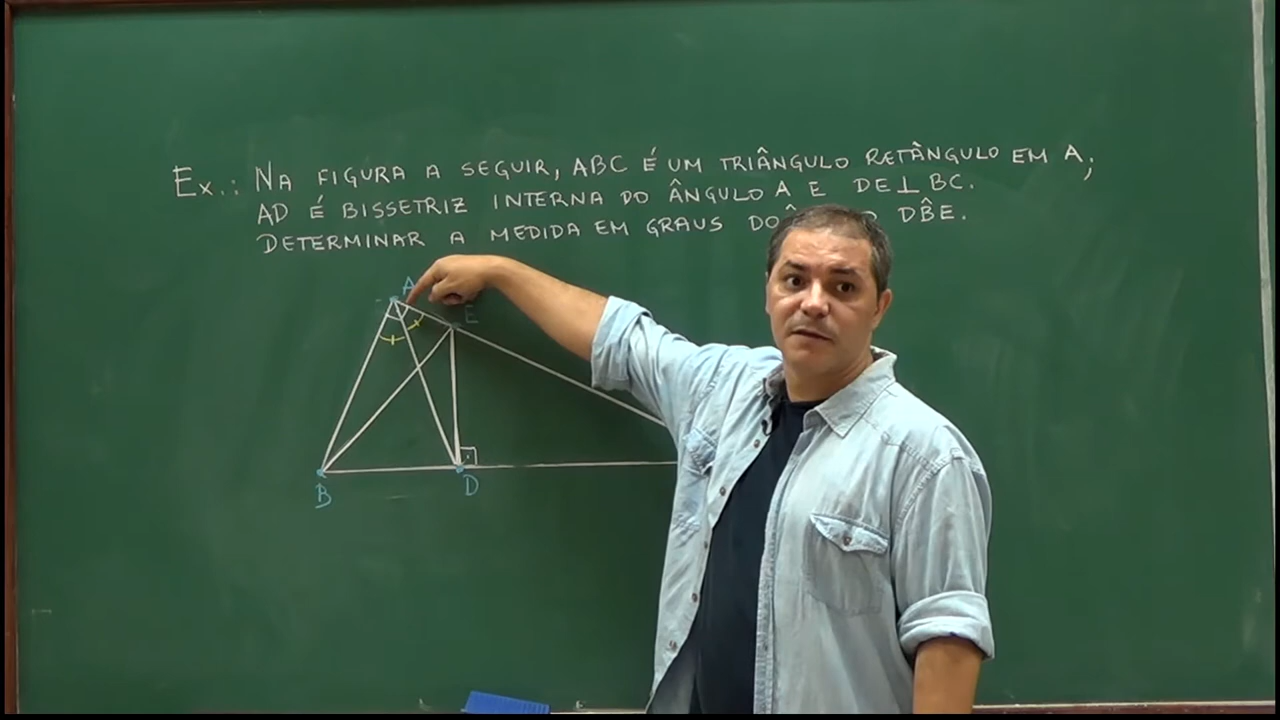 Ex.: NA FIGURA A SEGUIR, ABC É UM TRIÂNGULO RETÂNGULO EM A;
AD É BISSETRIZ INTERNA DO ÂNGULO A E DE⊥BC.
DETERMINAR A MEDIDA EM GRAUS DO DB̂E.
A
E
B
D